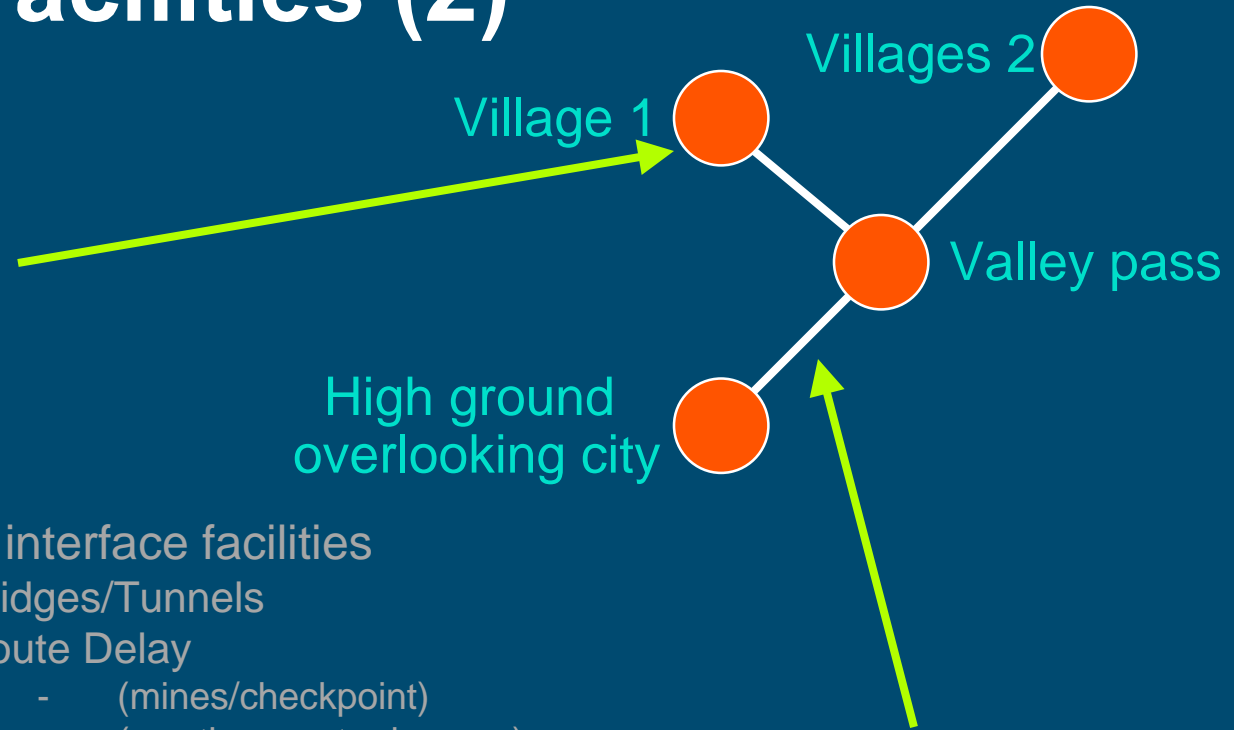 acilities (2)
Villages 2
Village 1
Valley pass
High ground
overlooking city
interface facilities
idges/Tunnels
oute Delay
- (mines/checkpoint)